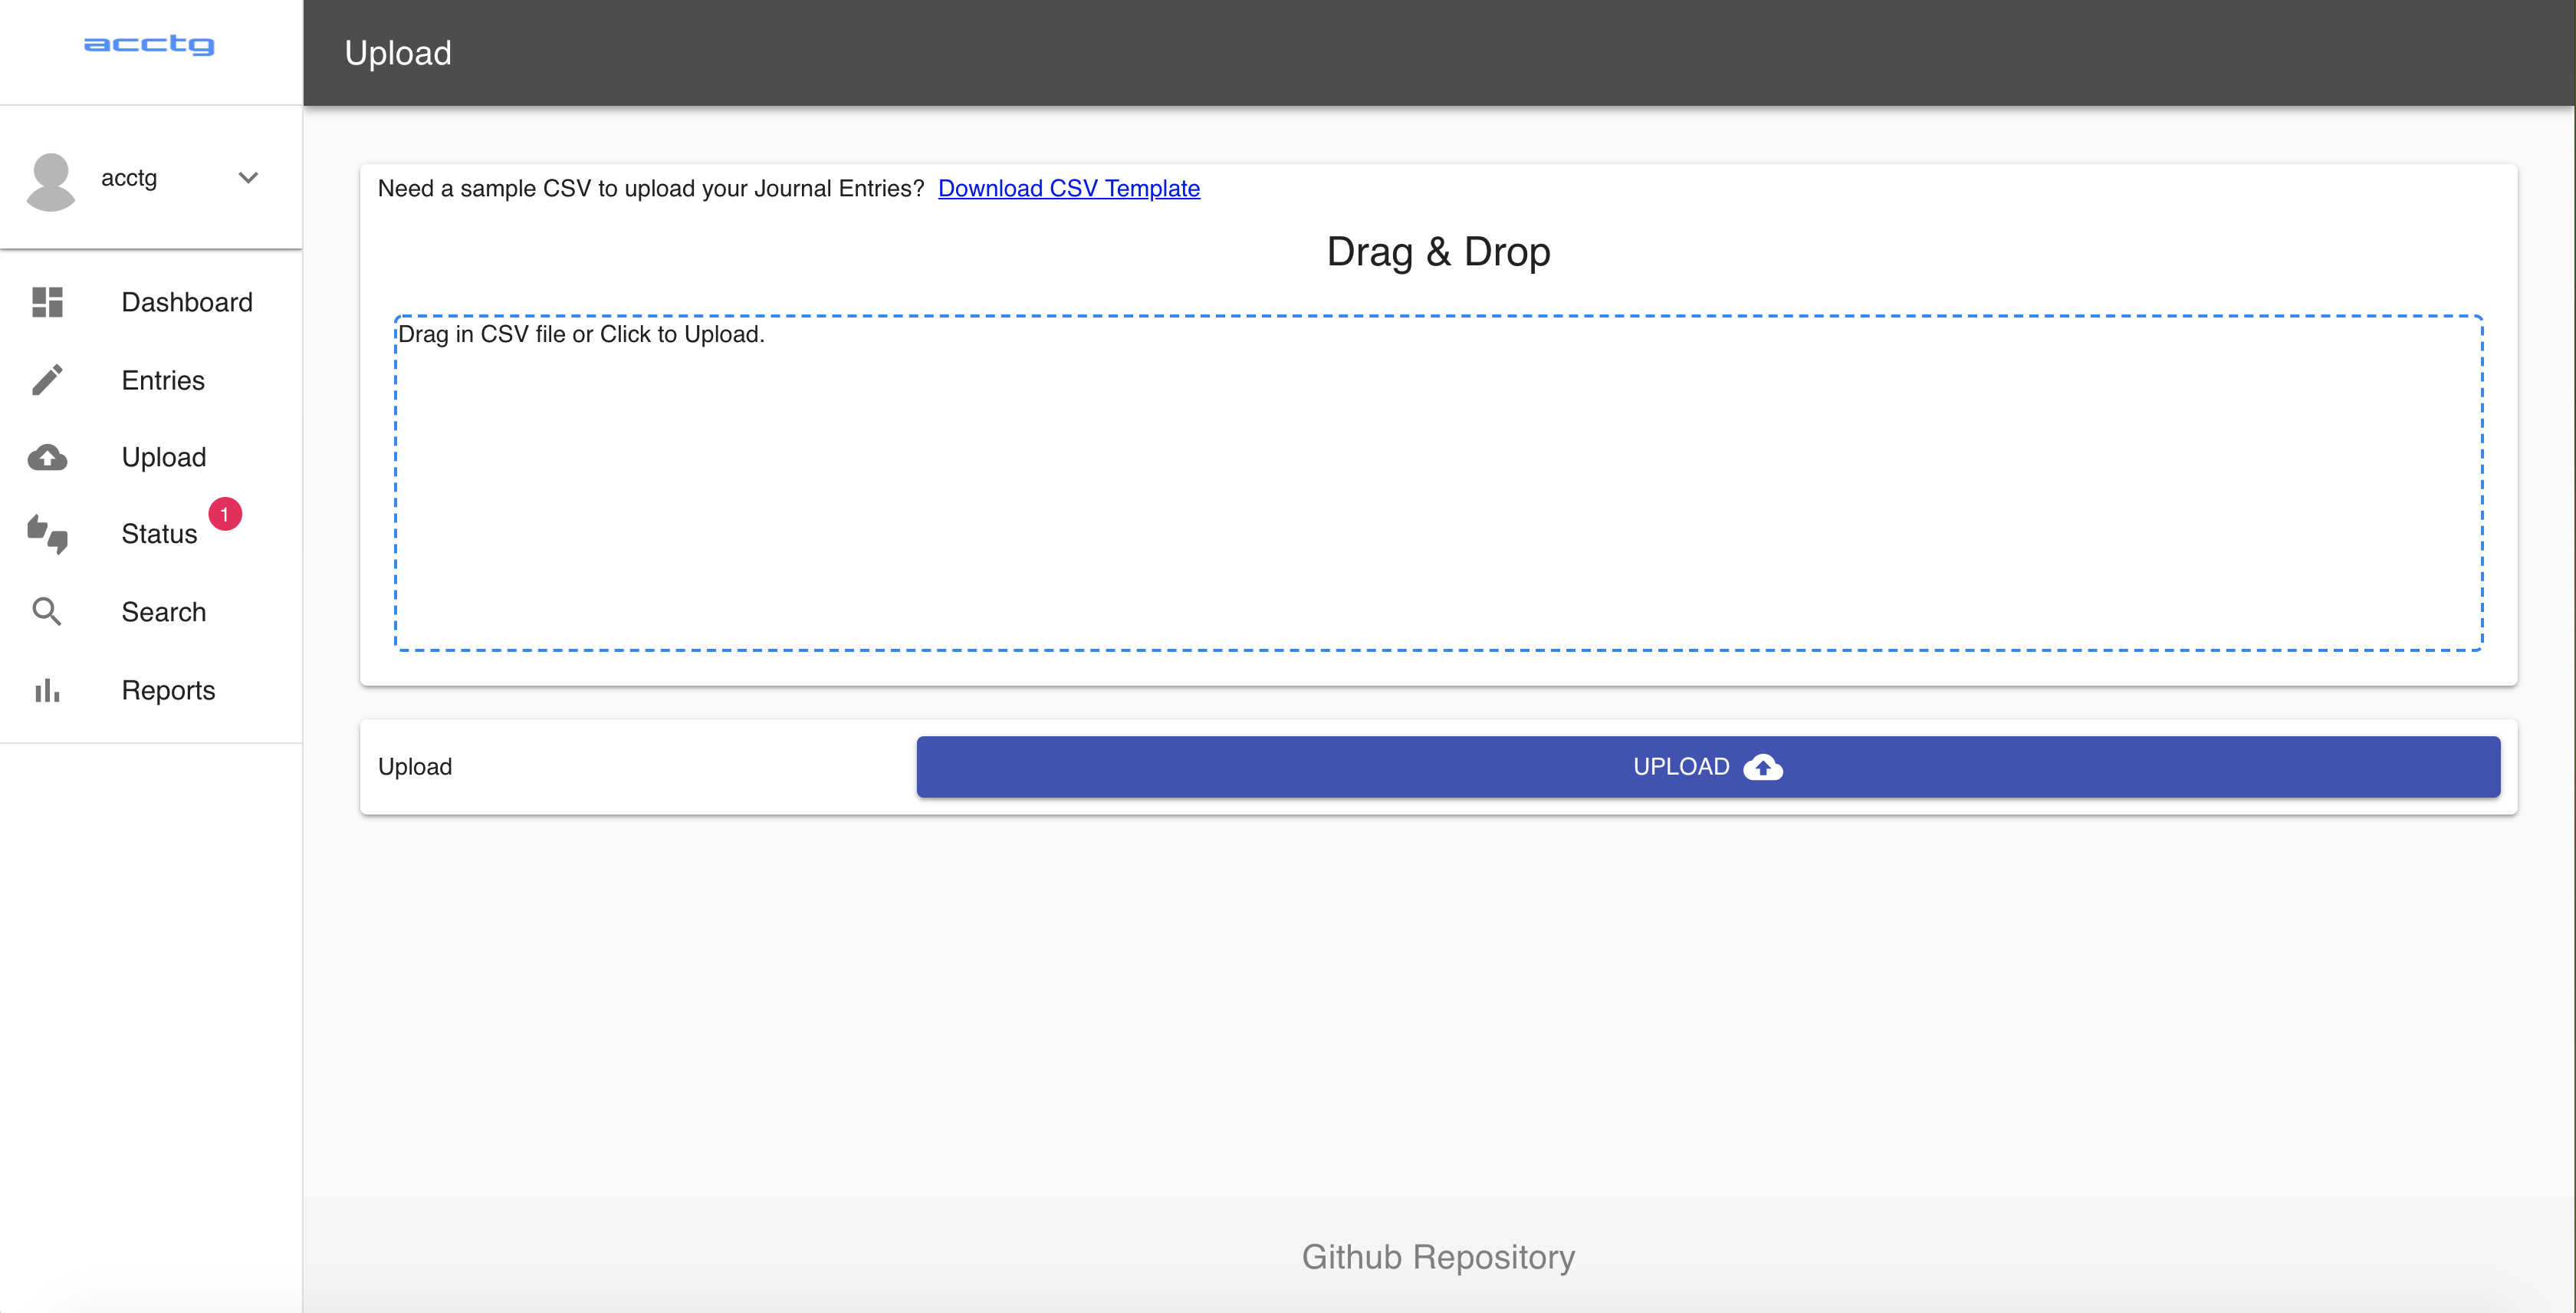 acctg
Upload
acctg
Dashboard
Entries
Upload
Status 1
Search
Reports
Need a sample CSV to upload your Journal Entries? Download CSV Template
Drag & Drop
Drag in CSV file or Click to Upload.
Upload
UPLOAD
Github Repository